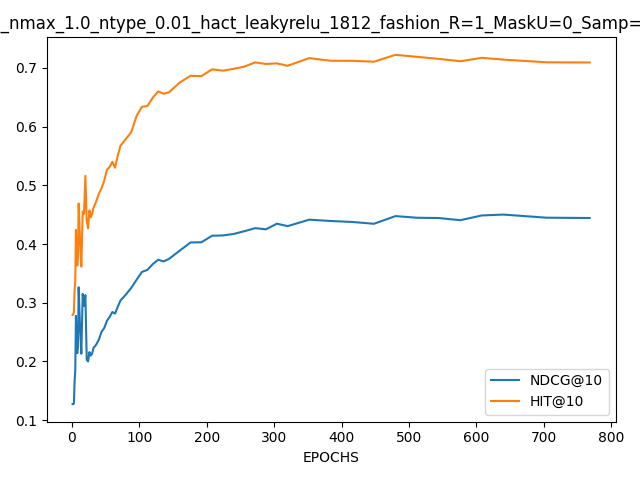 _nmax_1.0_ntype_0.01_hact_leakyrelu_1812_fashion_R=1_MaskU=0_Samp=
0.7
0.6
0.5
0.4
0.3
0.2
0.1
NDCG@10
HIT@10
0 100 200 300 400 500 600 700 800
EPOCHS